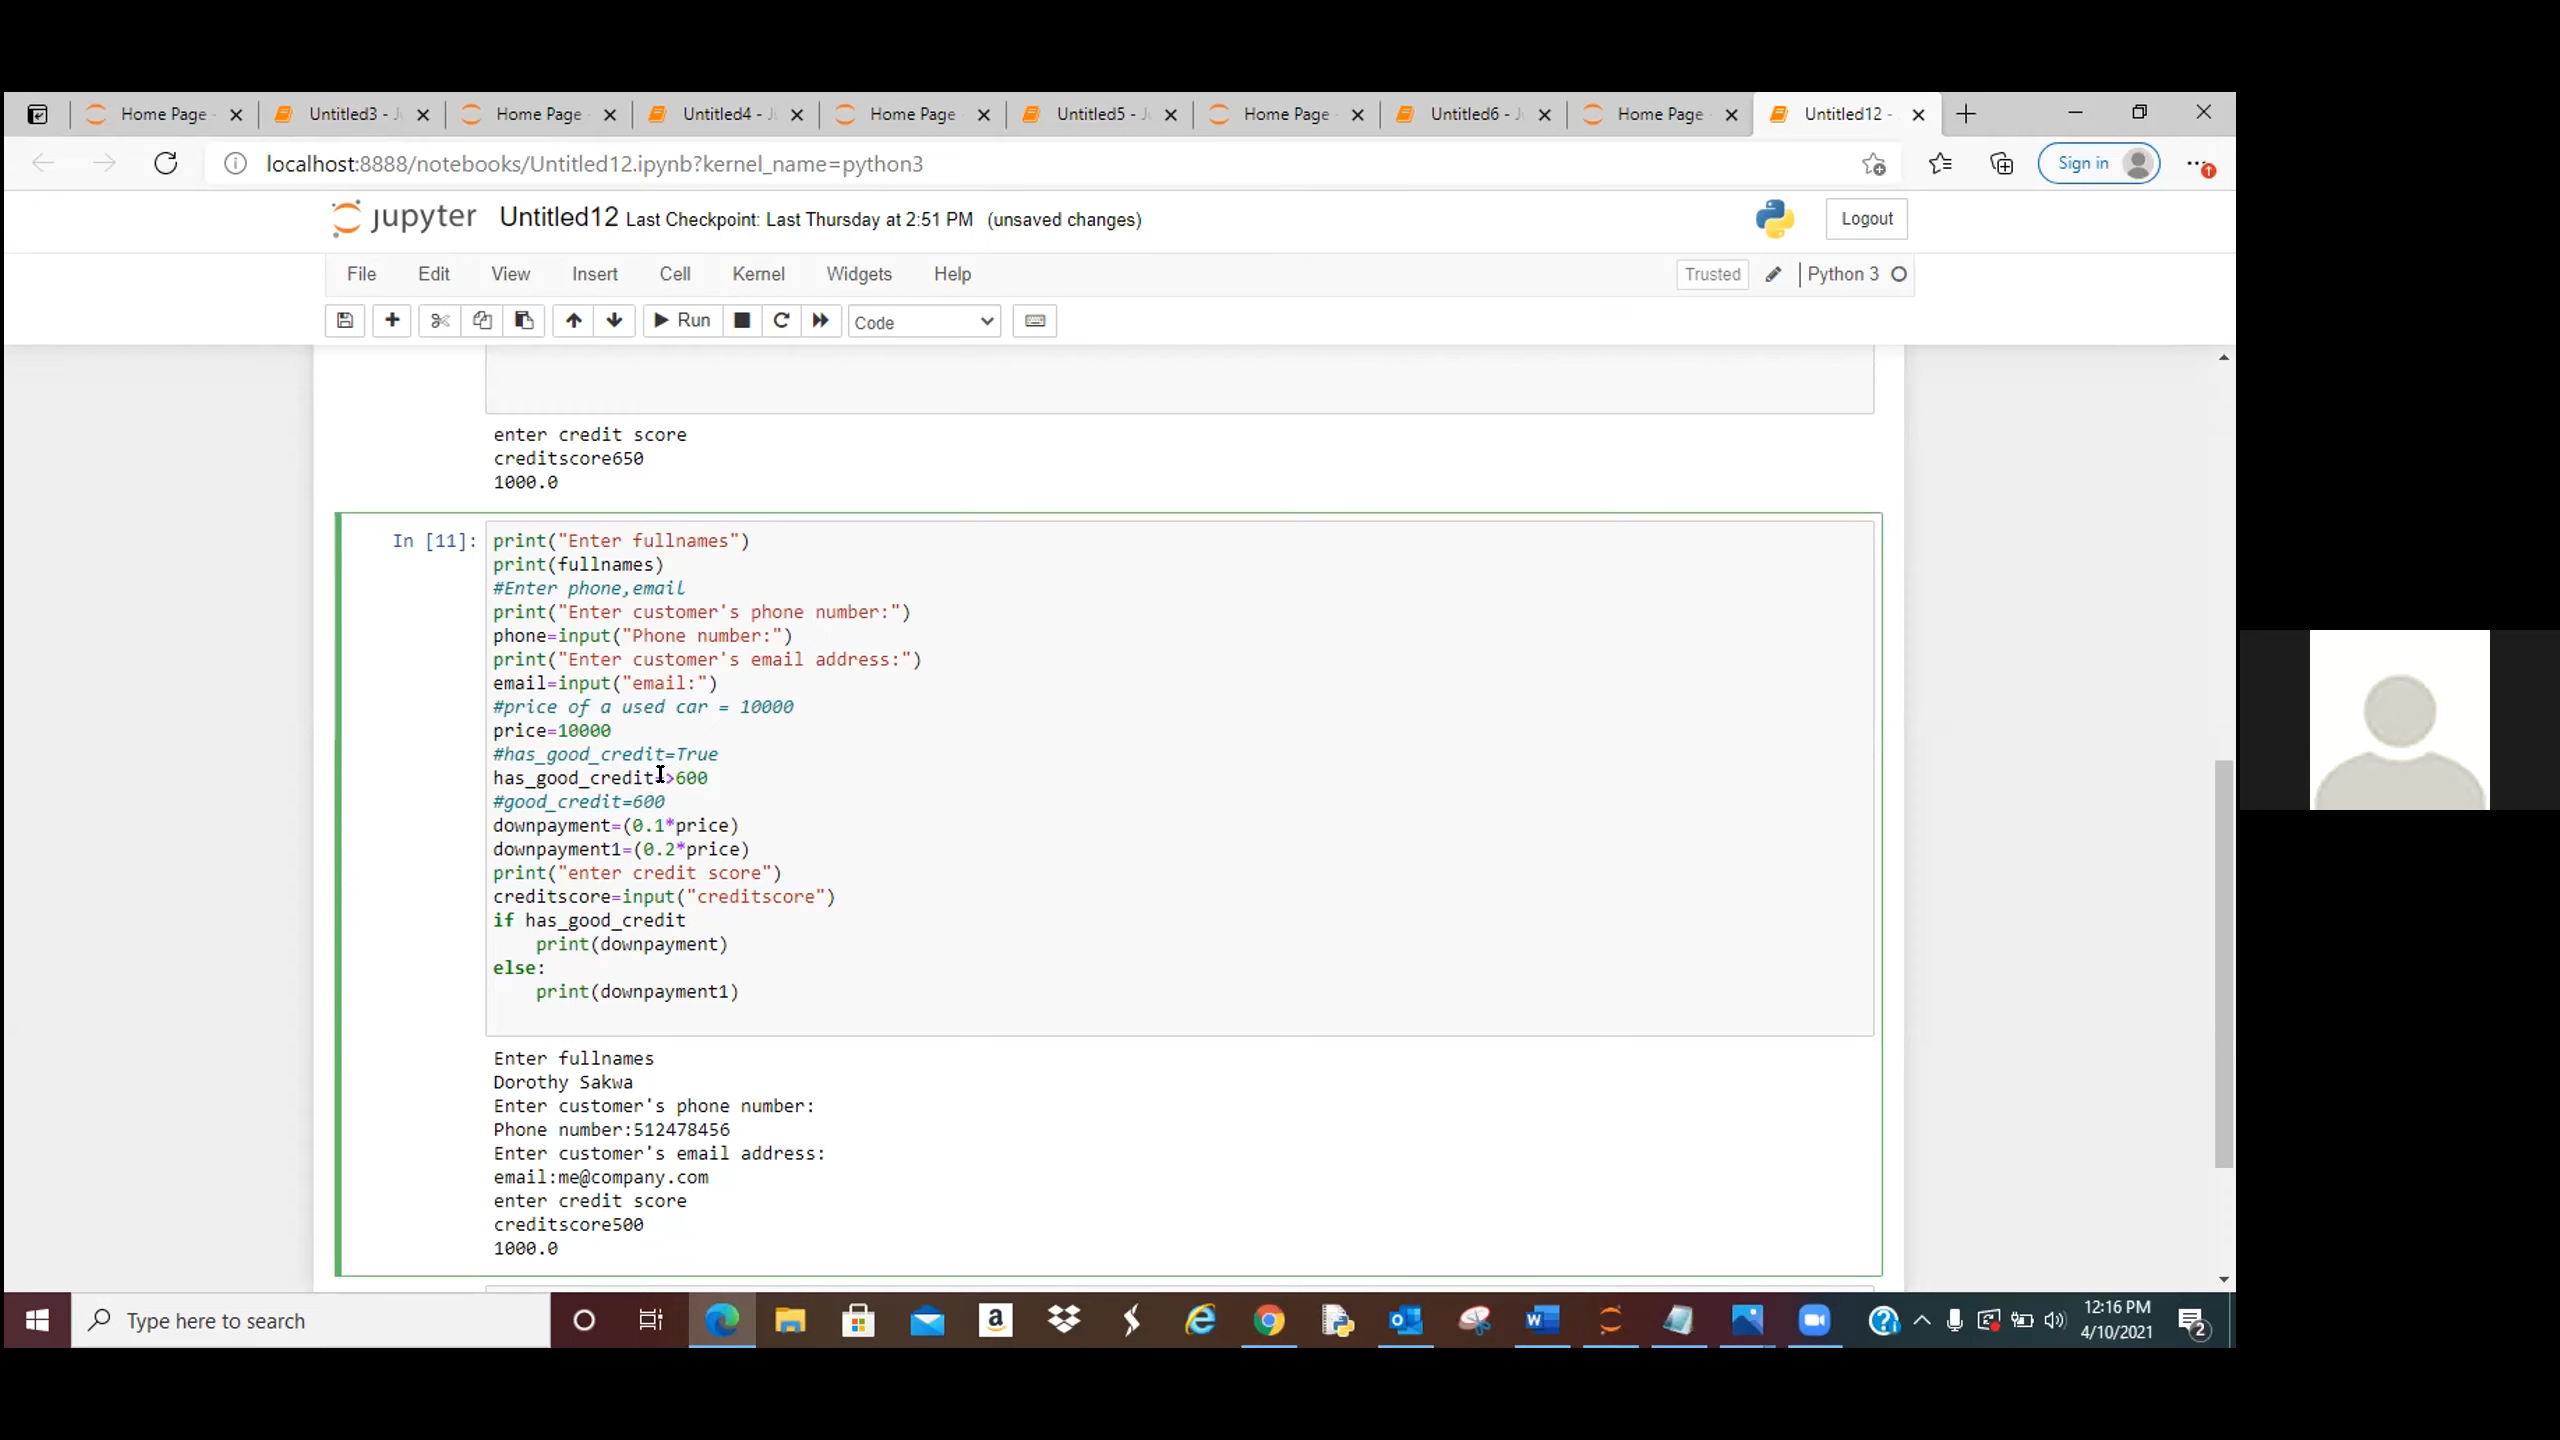 Home Page -
Untitled3 - J
Home Page
Untitled4 - J
Home Page
Untitled5 - J
Home Page
Untitled6 - J
Home Page
Untitled12 -
localhost:8888/notebooks/Untitled12.ipynb?kernel_name=python3
Sign in
jupyter Untitled12 Last Checkpoint: Last Thursday at 2:51 PM (unsaved changes)
Logout
File Edit View Insert Cell Kernel Widgets Help
Trusted
Python 3
Run
Code
enter credit score
creditscore650
1000.0
In [11]:
print("Enter fullnames")
print(fullnames)
#Enter phone,email
print("Enter customer's phone number:")
phone=input("Phone number:")
print("Enter customer's email address:")
email=input("email:")
#price of a used car = 10000
price=10000
#has_good_credit=True
has_good_credit=>600
#good_credit=600
downpayment=(0.1*price)
downpayment1=(0.2*price)
print("enter credit score")
creditscore=input("creditscore")
if has_good_credit
print(downpayment)
else:
print(downpayment1)
Enter fullnames
Dorothy Sakwa
Enter customer's phone number:
Phone number:512478456
Enter customer's email address:
email:me@company.com
enter credit score
creditscore500
1000.0
Type here to search
12:16 PM
4/10/2021
2